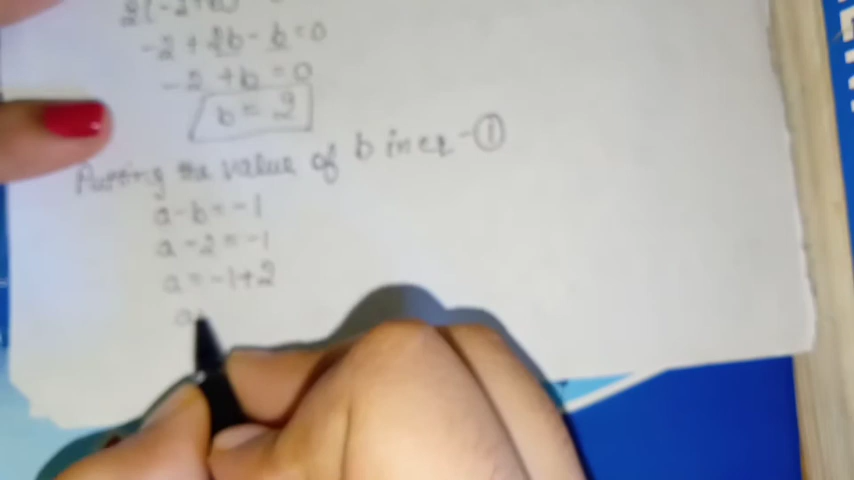 -2 + 2b - b = 0
-2 + b = 0
b = 2
Putting the value of b in eq - ①
a - b = -1
a - 2 = -1
a = -1 + 2
a